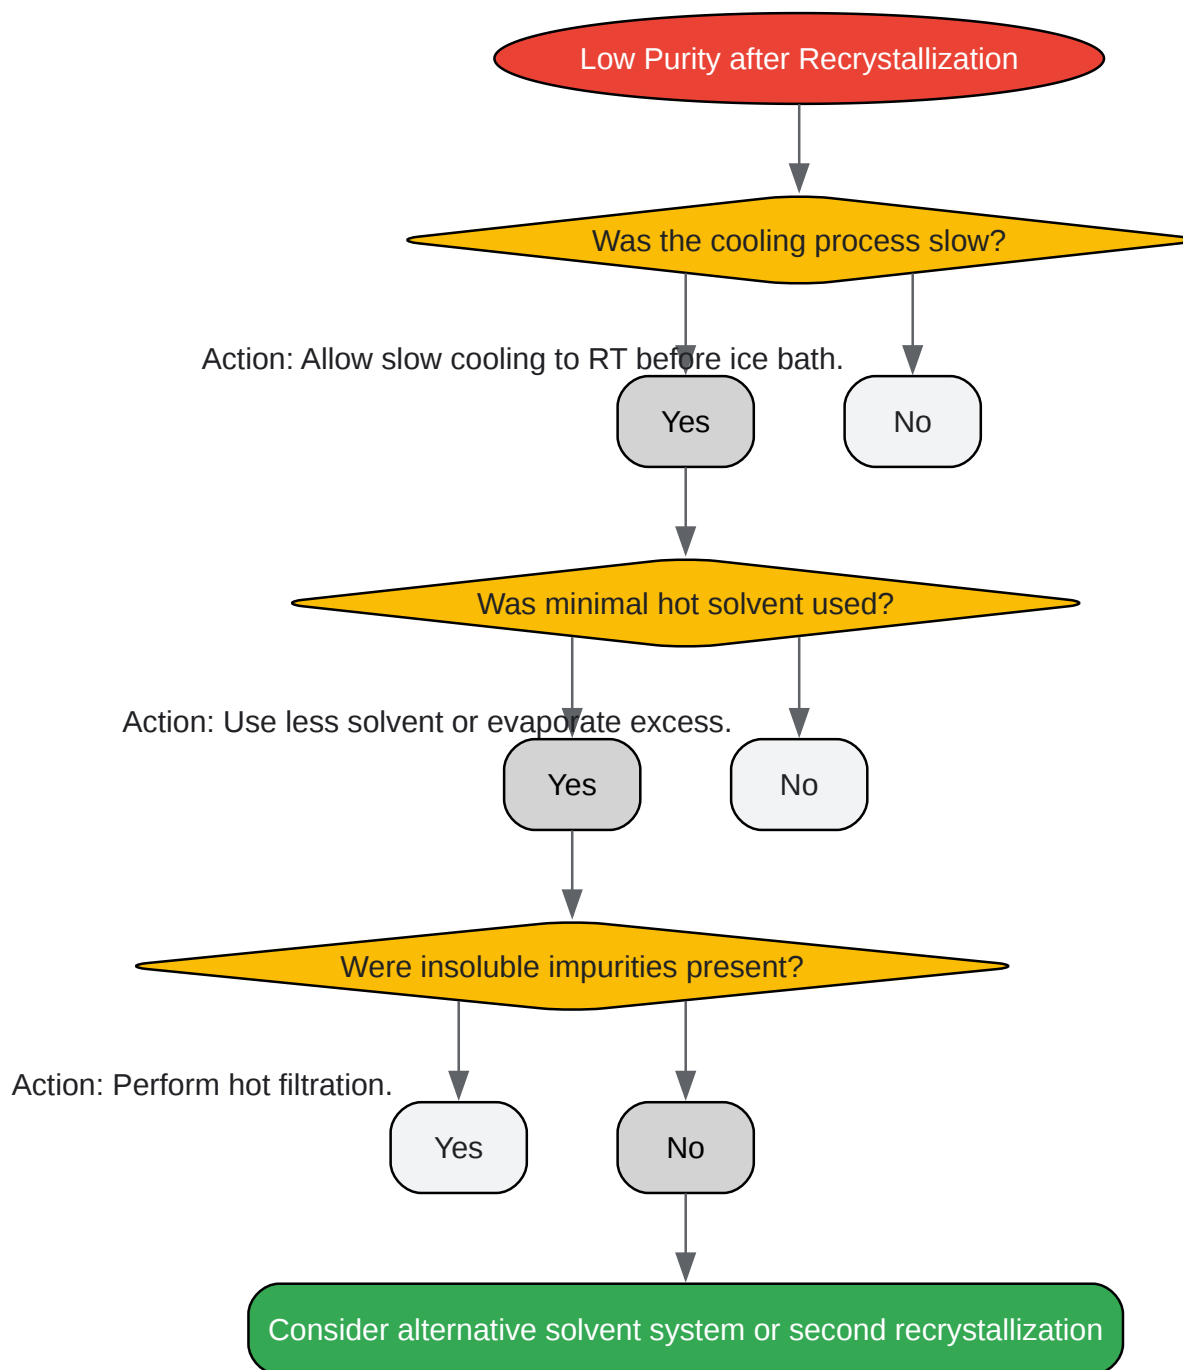 Low Purity after Recrystallization
Was the cooling process slow?
Action: Allow slow cooling to RT before ice bath.
Yes
No
Was minimal hot solvent used?
Action: Use less solvent or evaporate excess.
Yes
No
Were insoluble impurities present?
Action: Perform hot filtration.
Yes
No
Consider alternative solvent system or second recrystallization